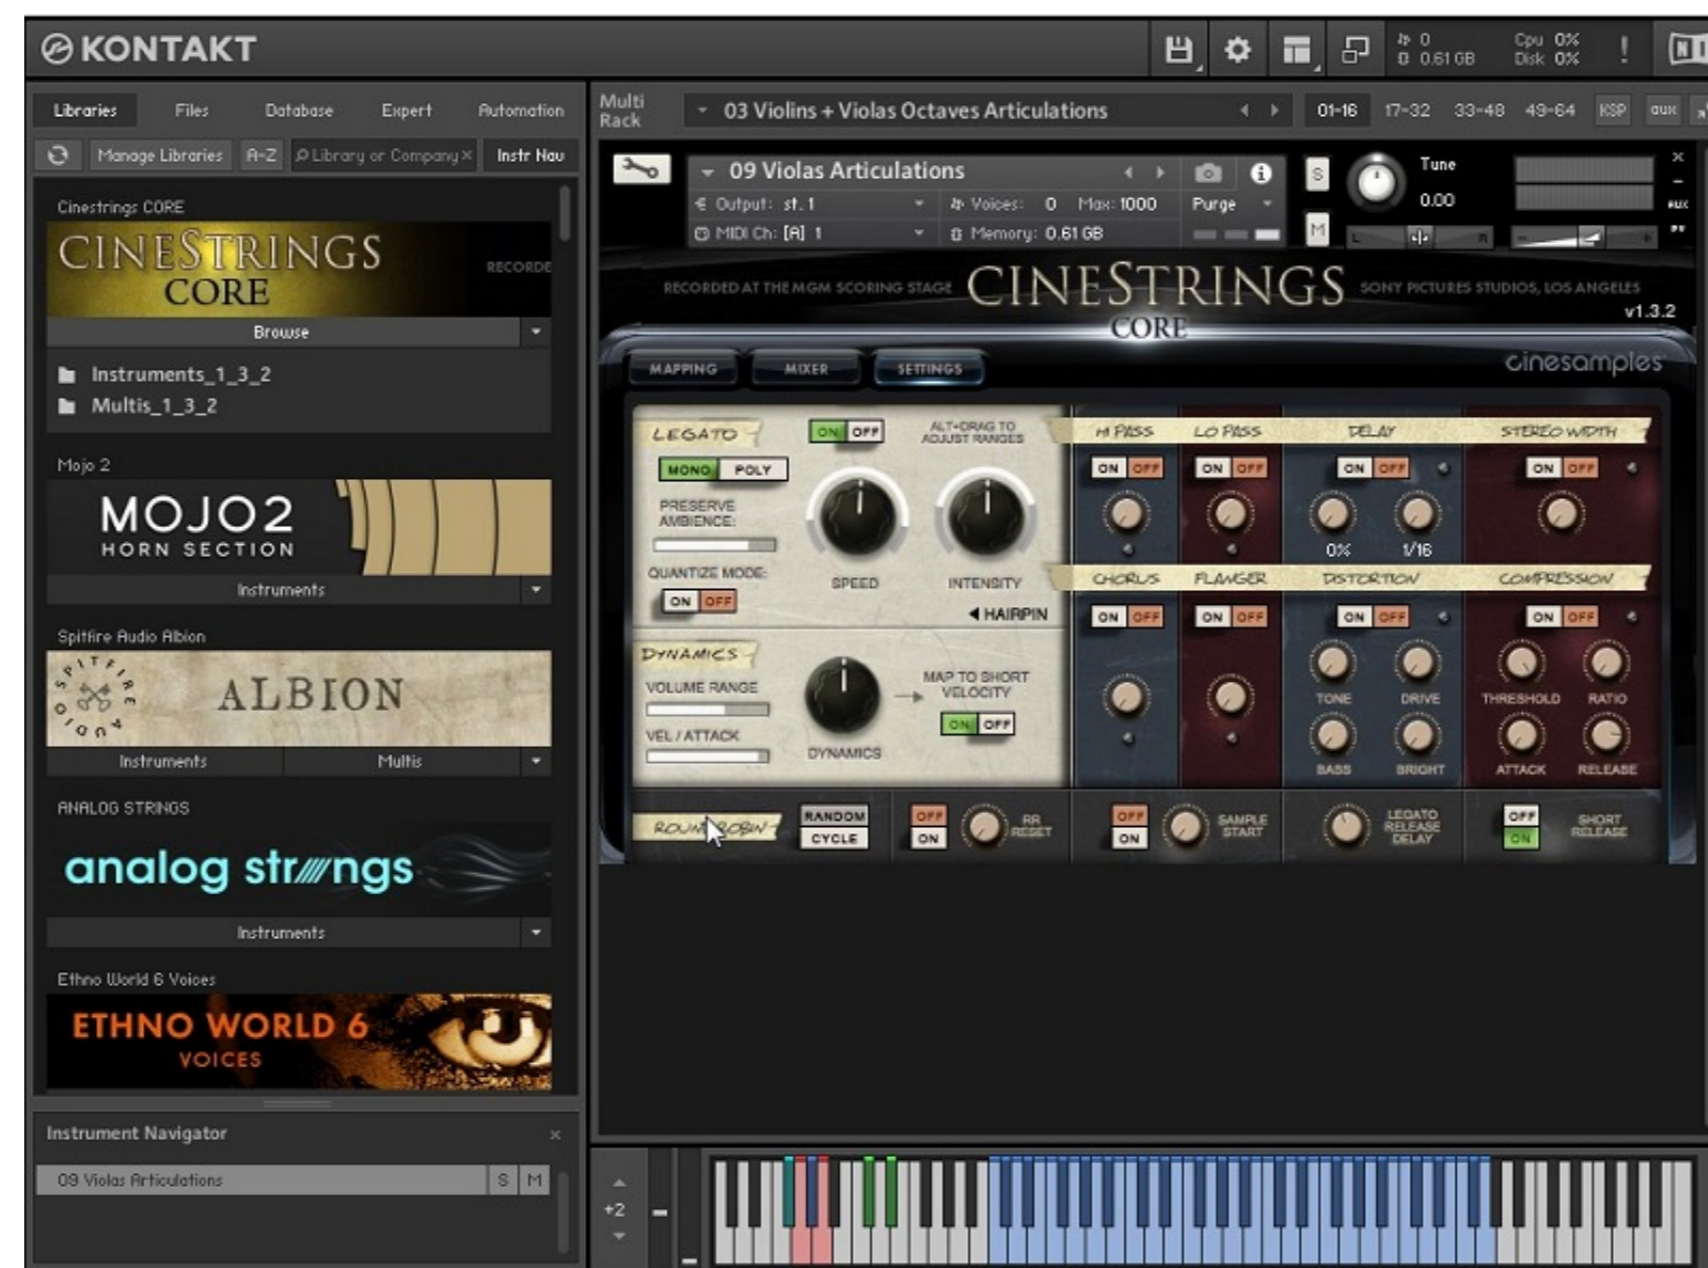 KONTAKT
0
0.61 GB
Cpu 0%
Disk 0%
!
Libraries Files Database Expert Automation
Manage Libraries A-Z Library or Company × Instr Nav
Cinestrings CORE
CINESTRINGS
CORE
RECORDE
Browse
Instruments_1_3_2
Multis_1_3_2
Mojo 2
MOJO2
HORN SECTION
Instruments
Spitfire Audio Albion
SPITFIRE AUDIO
ALBION
Instruments Multis
ANALOG STRINGS
analog strings
Instruments
Ethno World 6 Voices
ETHNO WORLD 6
VOICES
Instrument Navigator ×
09 Violas Articulations S M
Multi
Rack
03 Violins + Violas Octaves Articulations
01-16 17-32 33-48 49-64 KSP aux
09 Violas Articulations
Output: st. 1 Voices: 0 Max: 1000 Purge
MIDI Ch: [A] 1 Memory: 0.61 GB
S
M
Tune
0.00
L R
- +
×
-
AUX
PV
RECORDED AT THE MGM SCORING STAGE CINESTRINGS SONY PICTURES STUDIOS, LOS ANGELES
CORE
v1.3.2
MAPPING MIXER SETTINGS
cinesamples
LEGATO ON OFF
ALT+DRAG TO
ADJUST RANGES
MONO POLY
PRESERVE
AMBIENCE:
QUANTIZE MODE:
ON OFF
SPEED INTENSITY
HAIRPIN
DYNAMICS
VOLUME RANGE
VEL / ATTACK
DYNAMICS
MAP TO SHORT
VELOCITY
ON OFF
HI PASS LO PASS DELAY STEREO WIDTH
ON OFF ON OFF ON OFF ON OFF
0% 1/16
CHORUS FLANGER DISTORTION COMPRESSION
ON OFF ON OFF ON OFF ON OFF
TONE DRIVE THRESHOLD RATIO
BASS BRIGHT ATTACK RELEASE
ROUND ROBIN
RANDOM
CYCLE
OFF
ON
RR
RESET
OFF
ON
SAMPLE
START
LEGATO
RELEASE
DELAY
OFF
ON
SHORT
RELEASE
+2